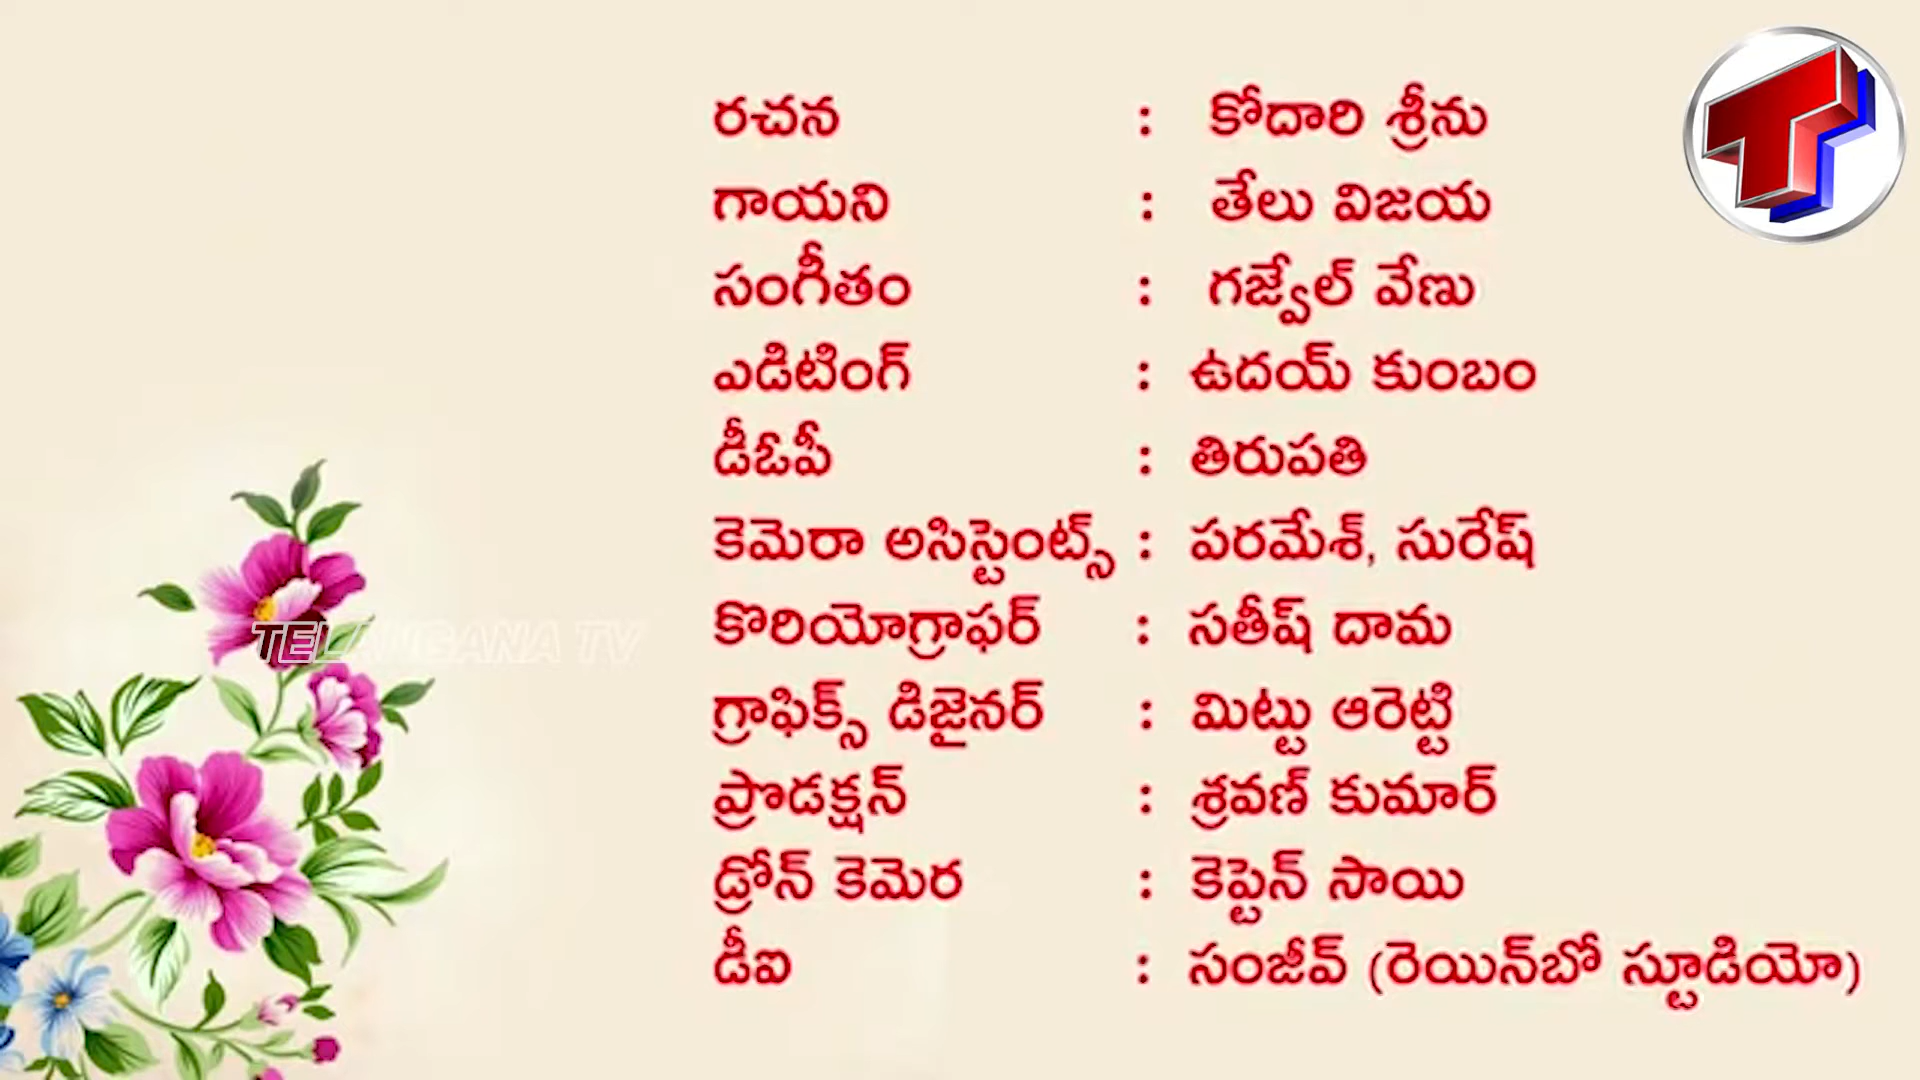 రచన : కోదారి శ్రీను
గాయని : తేలు విజయ
సంగీతం : గజ్వేల్ వేణు
ఎడిటింగ్ : ఉదయ్ కుంబం
డీఓపీ : తిరుపతి
కెమెరా అసిస్టెంట్స్ : పరమేశ్, సురేష్
కొరియోగ్రాఫర్ : సతీష్ దామ
గ్రాఫిక్స్ డిజైనర్ : మిట్టు ఆరెట్టి
ప్రొడక్షన్ : శ్రవణ్ కుమార్
డ్రోన్ కెమెర : కెప్టెన్ సాయి
డీఐ : సంజీవ్ (రెయిన్‌బో స్టూడియో)
TELANGANA TV